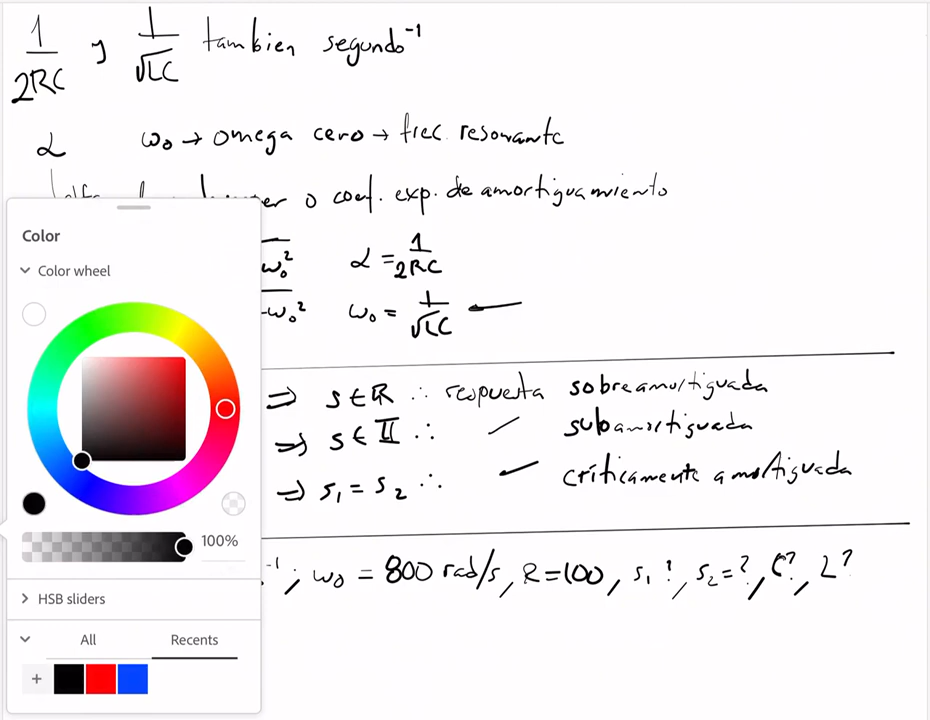 1/2RC y 1/√LC tambien segundo⁻¹
α ω₀ → omega cero → frec. resonante
o coef. exp. de amortiguamiento
ω₀² α = 1/2RC
-ω₀² ω₀ = 1/√LC
⇒ s ∈ ℝ ∴ respuesta sobreamortiguada
⇒ s ∈ 𝕀 ∴ subamortiguada
⇒ s₁ = s₂ ∴ críticamente amortiguada
⁻¹; ω₀ = 800 rad/s, R=100, s₁?, s₂=?, C?, L?
Color
Color wheel
100%
HSB sliders
All Recents
+